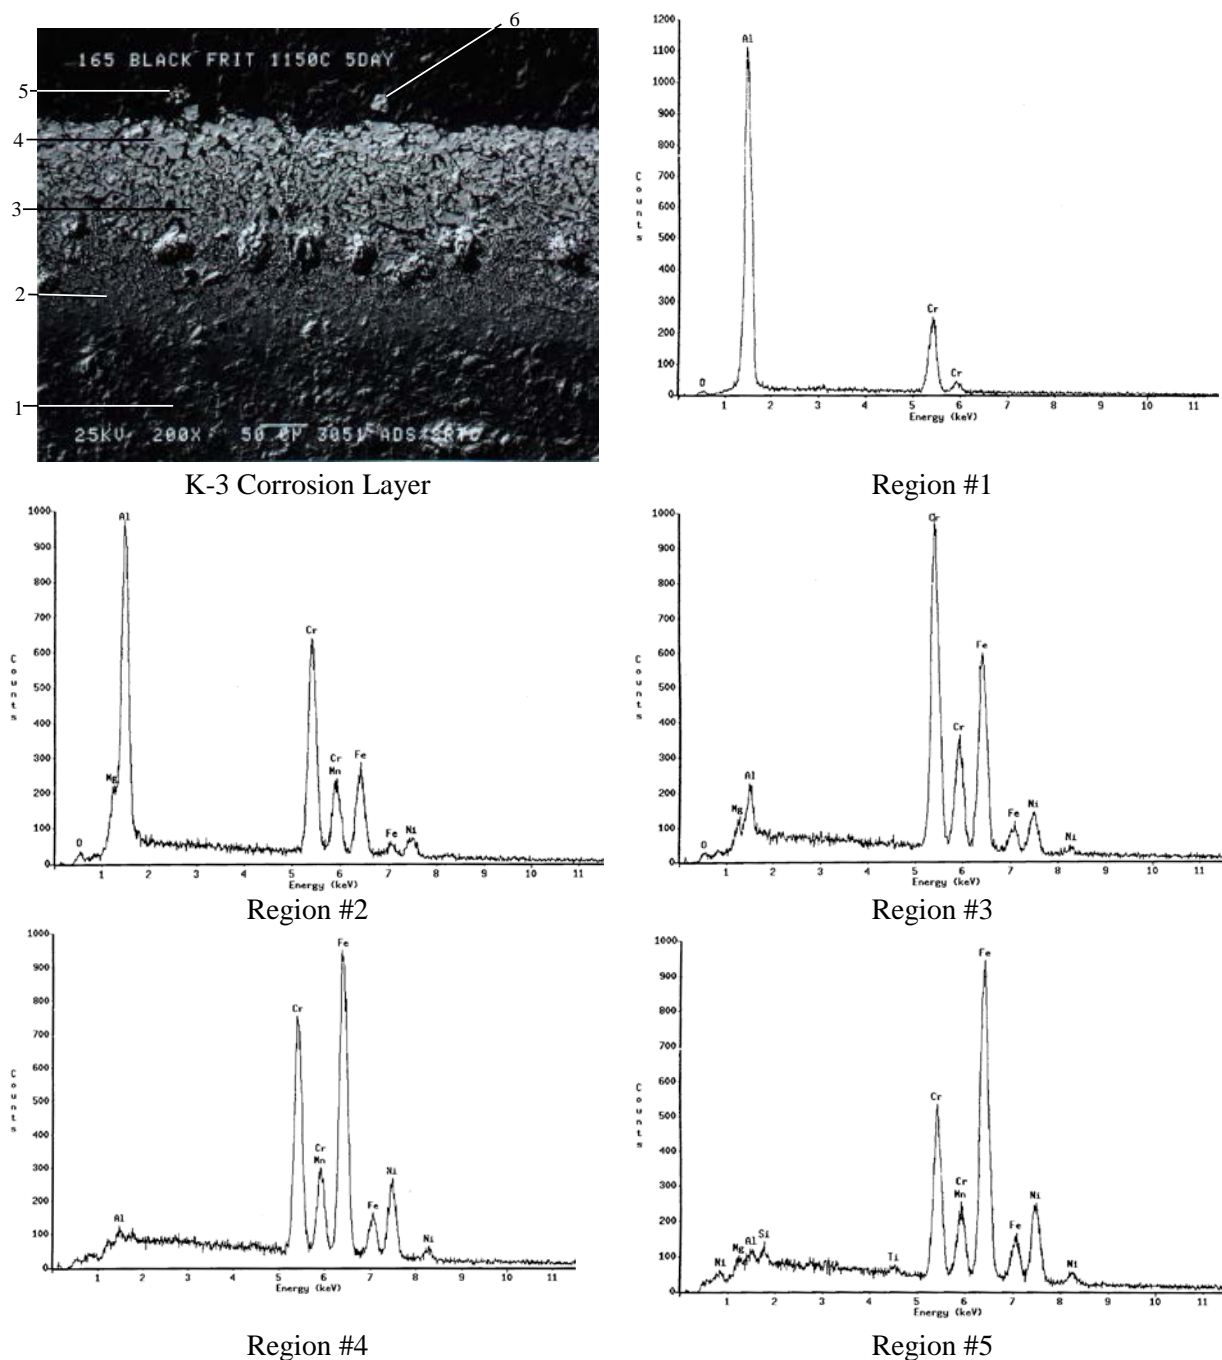 6
165 BLACK FRIT 1150C 5DAY
5
4
3
2
1
25KV 200X 50.0µ 3051 ADS/SRTC
K-3 Corrosion Layer
1200
1100
1000
900
800
700
600
500
400
300
200
100
0
Counts
Al
O
Cr
Cr
1 2 3 4 5 6 7 8 9 10 11
Energy (keV)
Region #1
1000
900
800
700
600
500
400
300
200
100
0
Counts
O
Mg
Al
Cr
Cr
Mn
Fe
Fe
Ni
1 2 3 4 5 6 7 8 9 10 11
Energy (keV)
Region #2
1000
900
800
700
600
500
400
300
200
100
0
Counts
O
Mg
Al
Cr
Cr
Fe
Fe
Ni
Ni
1 2 3 4 5 6 7 8 9 10 11
Energy (keV)
Region #3
1000
900
800
700
600
500
400
300
200
100
0
Counts
Al
Cr
Cr
Mn
Fe
Fe
Ni
Ni
1 2 3 4 5 6 7 8 9 10 11
Energy (keV)
Region #4
1000
900
800
700
600
500
400
300
200
100
0
Counts
Ni
Mg
Al
Si
Ti
Cr
Cr
Mn
Fe
Fe
Ni
Ni
1 2 3 4 5 6 7 8 9 10 11
Energy (keV)
Region #5